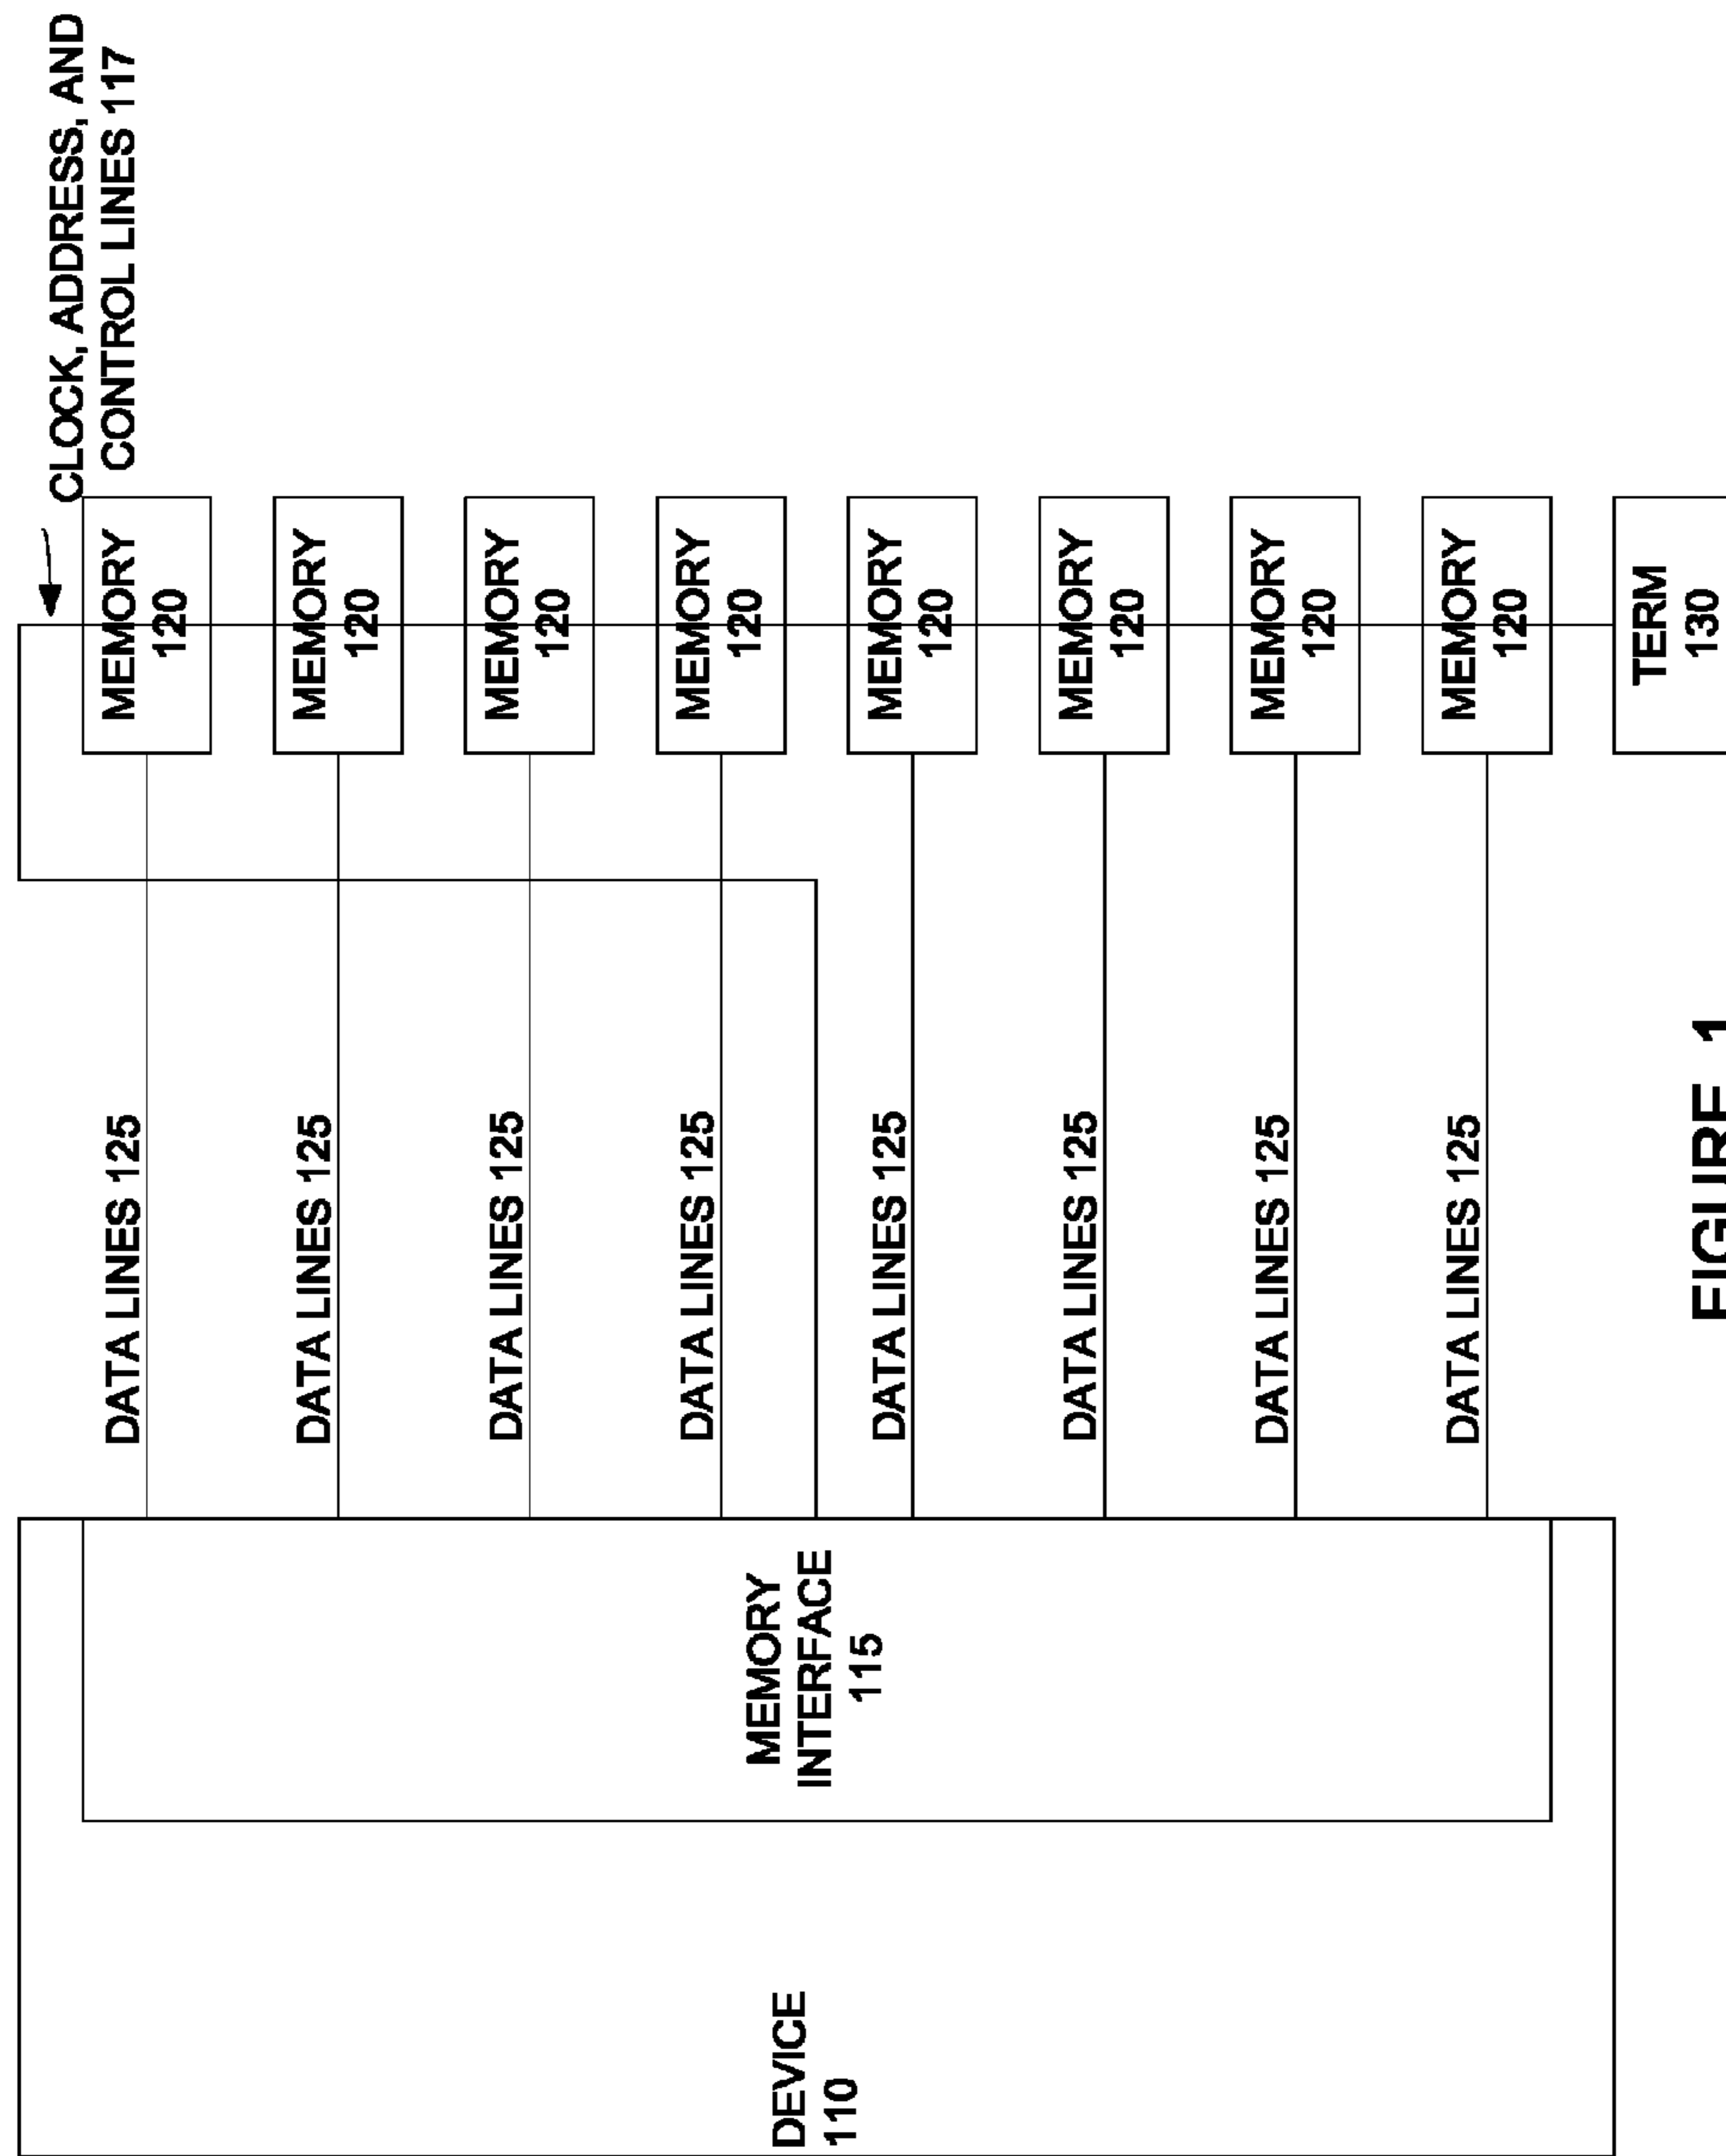 CLOCK, ADDRESS, AND
CONTROL LINES 117
MEMORY
120
MEMORY
120
MEMORY
120
MEMORY
120
MEMORY
120
MEMORY
120
MEMORY
120
MEMORY
120
TERM
130
DATA LINES 125
DATA LINES 125
DATA LINES 125
DATA LINES 125
DATA LINES 125
DATA LINES 125
DATA LINES 125
DATA LINES 125
MEMORY
INTERFACE
115
DEVICE
110
FIGURE 1